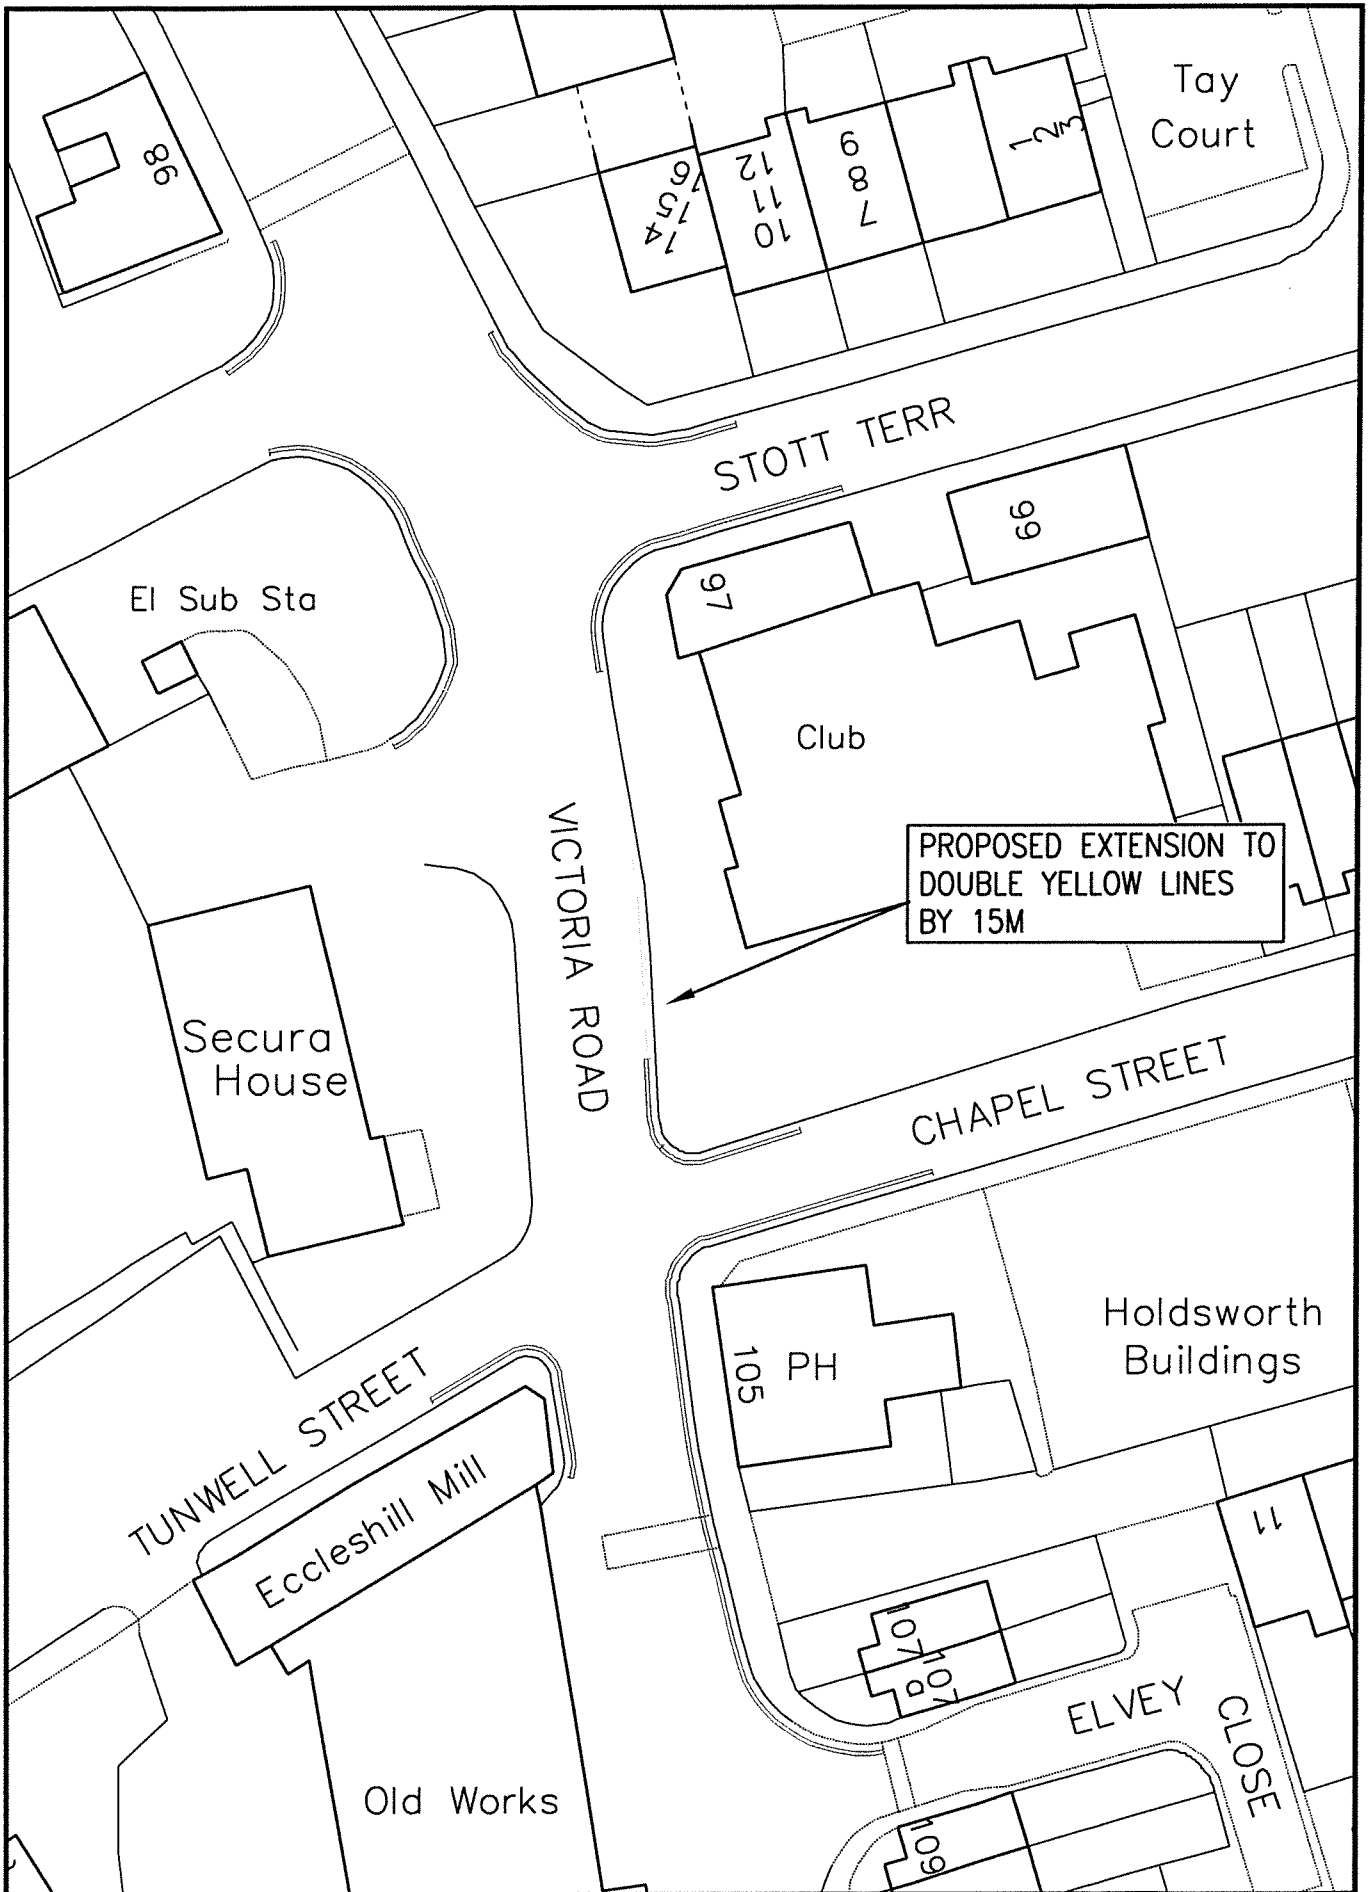 Tay
Court
98
16
15
14
12
11
10
9
8
7
1
2
3
STOTT TERR
99
97
El Sub Sta
Club
VICTORIA ROAD
PROPOSED EXTENSION TO
DOUBLE YELLOW LINES
BY 15M
Secura
House
CHAPEL STREET
Holdsworth
Buildings
105
PH
TUNWELL STREET
Eccleshill Mill
11
107
107
a
ELVEY
CLOSE
Old Works
109